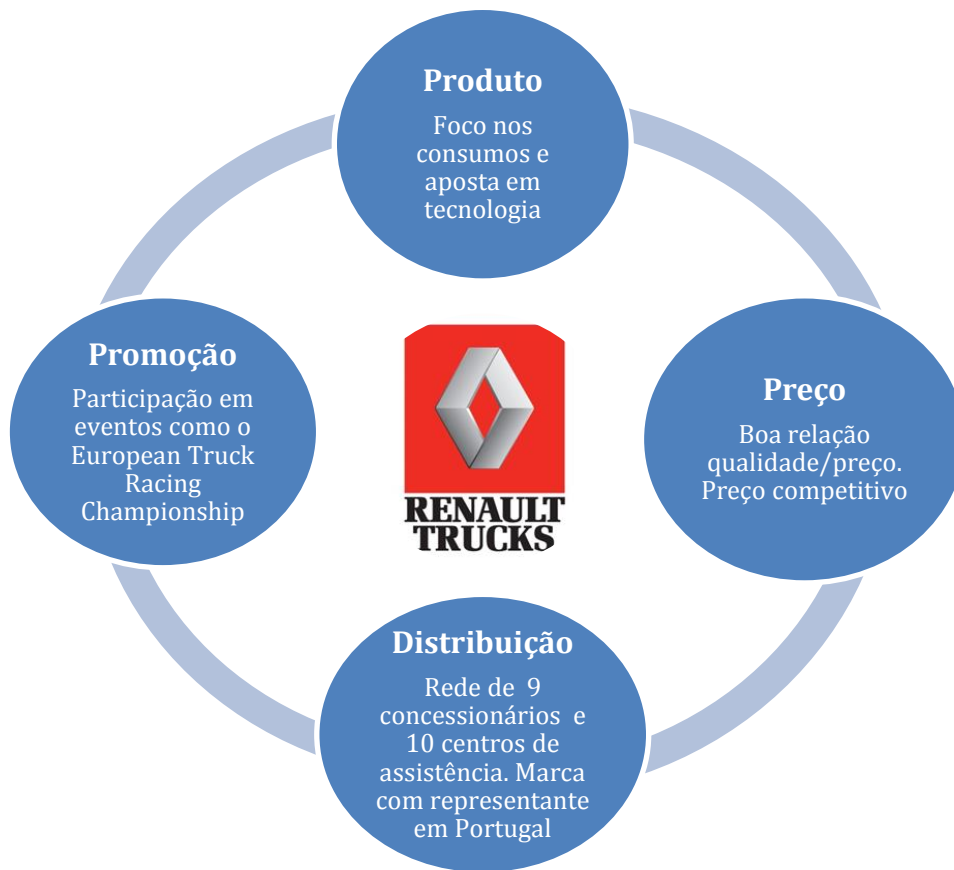 Produto
Foco nos
consumos e
aposta em
tecnologia
Promoção
Participação em
eventos como o
European Truck
Racing
Championship
RENAULT
TRUCKS
Preço
Boa relação
qualidade/preço.
Preço competitivo
Distribuição
Rede de 9
concessionários e
10 centros de
assistência. Marca
com representante
em Portugal